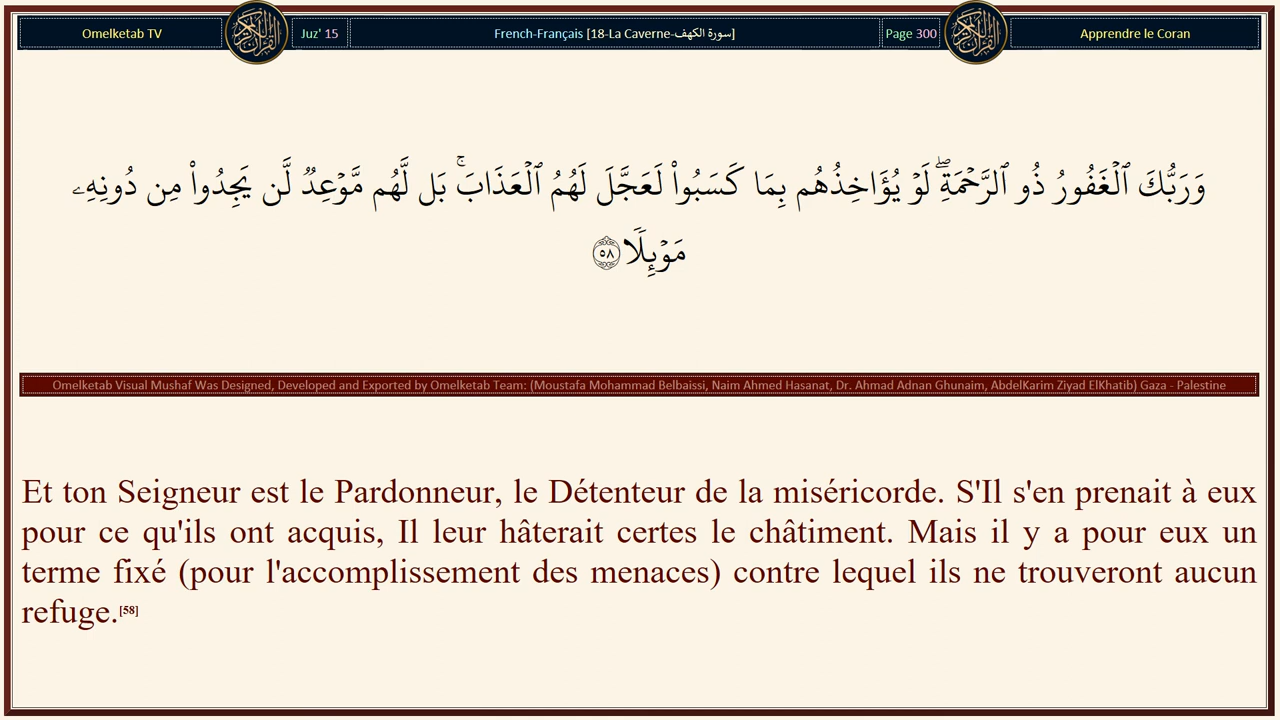 Omelketab TV
Juz' 15
French-Français [18-La Caverne-سورة الكهف]
Page 300
Apprendre le Coran
وَرَبُّكَ ٱلۡغَفُورُ ذُو ٱلرَّحۡمَةِۖ لَوۡ يُؤَاخِذُهُم بِمَا كَسَبُواْ لَعَجَّلَ لَهُمُ ٱلۡعَذَابَۚ بَل لَّهُم مَّوۡعِدٞ لَّن يَجِدُواْ مِن دُونِهِۦ
مَوۡئِلٗا ٥٨
Omelketab Visual Mushaf Was Designed, Developed and Exported by Omelketab Team: (Moustafa Mohammad Belbaissi, Naim Ahmed Hasanat, Dr. Ahmad Adnan Ghunaim, AbdelKarim Ziyad ElKhatib) Gaza - Palestine
Et ton Seigneur est le Pardonneur, le Détenteur de la miséricorde. S'Il s'en prenait à eux
pour ce qu'ils ont acquis, Il leur hâterait certes le châtiment. Mais il y a pour eux un
terme fixé (pour l'accomplissement des menaces) contre lequel ils ne trouveront aucun
refuge.[58]